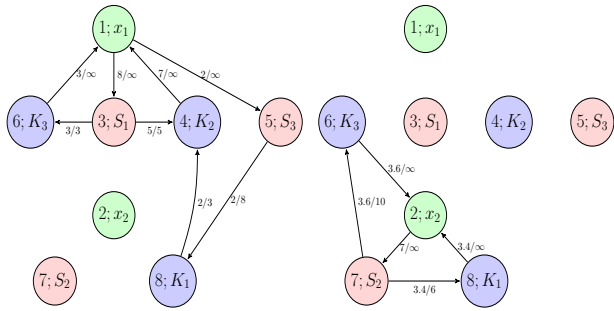 1; x₁
3/∞
8/∞
7/∞
2/∞
6; K₃
3/3
3; S₁
5/5
4; K₂
5; S₃
2; x₂
2/3
2/8
7; S₂
8; K₁
1; x₁
6; K₃
3; S₁
4; K₂
5; S₃
3.6/∞
3.6/10
2; x₂
7/∞
3.4/∞
7; S₂
3.4/6
8; K₁